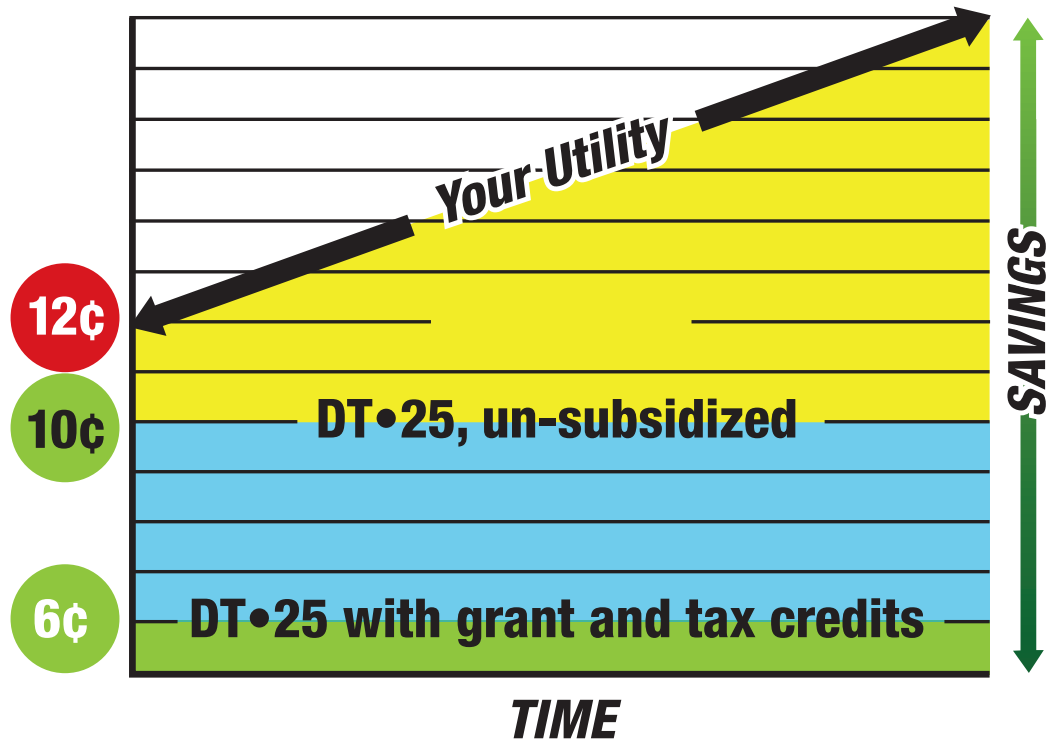 Your Utility
SAVINGS
12¢
10¢
DT•25, un-subsidized
6¢
DT•25 with grant and tax credits
TIME